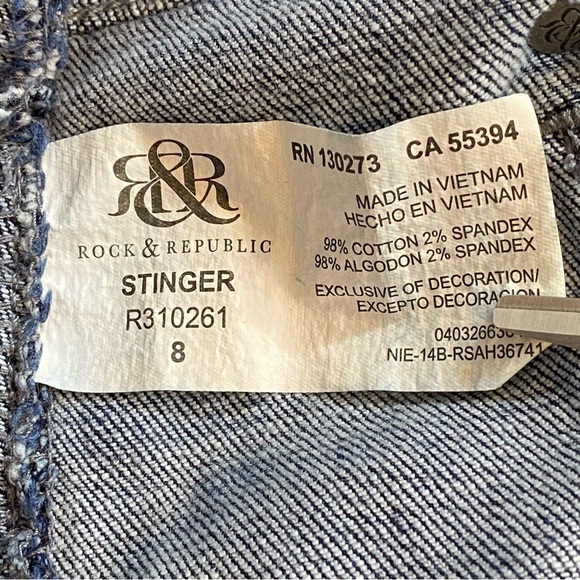 R&R
ROCK & REPUBLIC
STINGER
R310261
8
RN 130273 CA 55394
MADE IN VIETNAM
HECHO EN VIETNAM
98% COTTON 2% SPANDEX
98% ALGODON 2% SPANDEX
EXCLUSIVE OF DECORATION/
EXCEPTO DECORACION
NIE-14B-RSAH36741